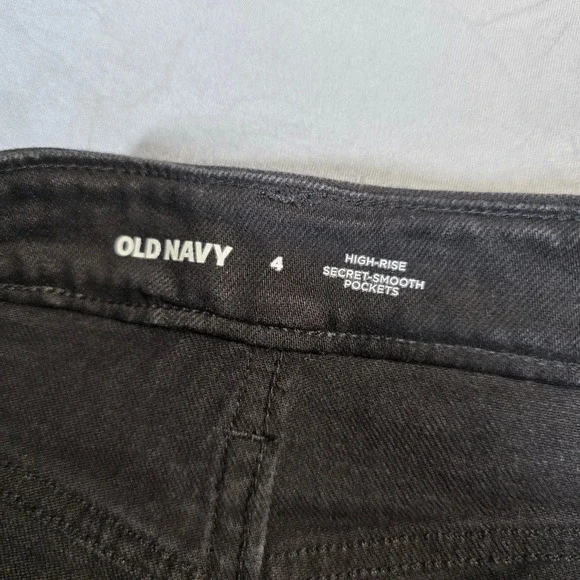 OLD NAVY
4
HIGH-RISE
SECRET-SMOOTH
POCKETS